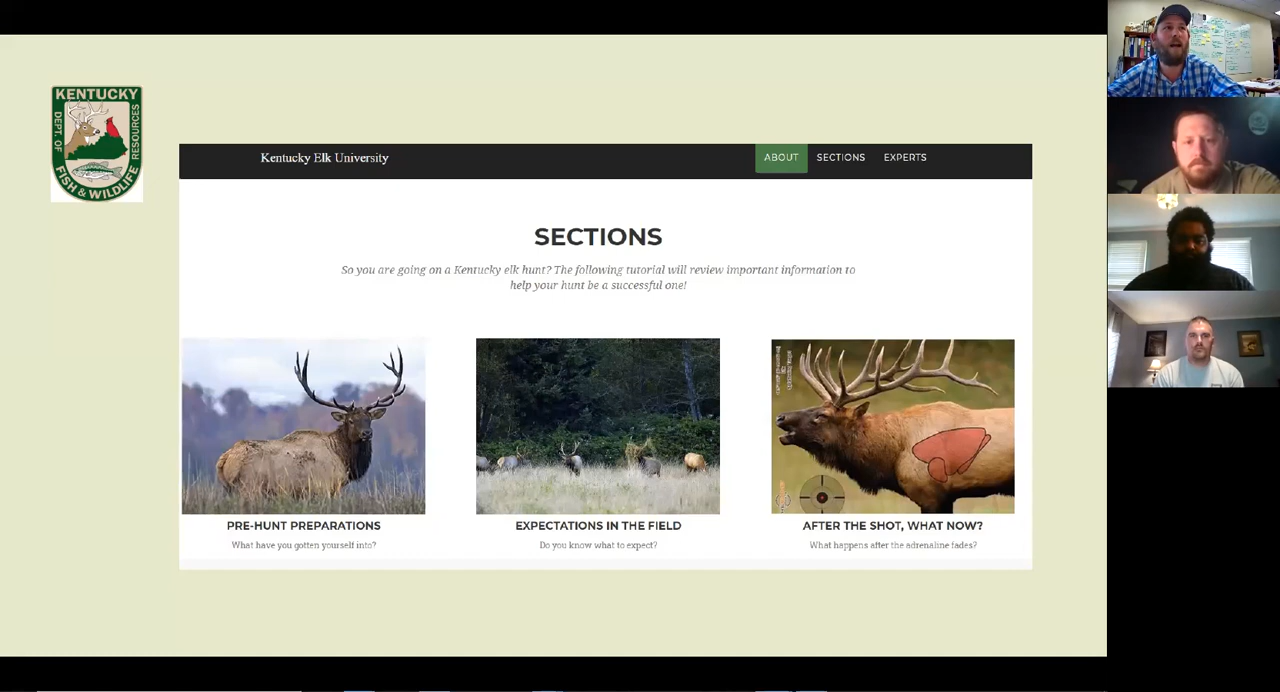 KENTUCKY
DEPT. OF
RESOURCES
FISH & WILDLIFE
Kentucky Elk University
ABOUT
SECTIONS
EXPERTS
SECTIONS
So you are going on a Kentucky elk hunt? The following tutorial will review important information to
help your hunt be a successful one!
PRE-HUNT PREPARATIONS
EXPECTATIONS IN THE FIELD
AFTER THE SHOT, WHAT NOW?
What have you gotten yourself into?
Do you know what to expect?
What happens after the adrenaline fades?